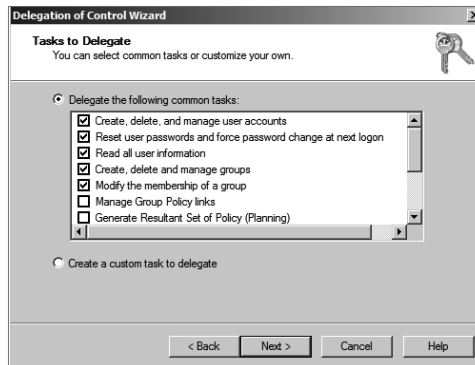 Delegation of Control Wizard
Tasks to Delegate
You can select common tasks or customize your own.
Delegate the following common tasks:
Create, delete, and manage user accounts
Reset user passwords and force password change at next logon
Read all user information
Create, delete and manage groups
Modify the membership of a group
Manage Group Policy links
Generate Resultant Set of Policy (Planning)
Create a custom task to delegate
< Back Next > Cancel Help